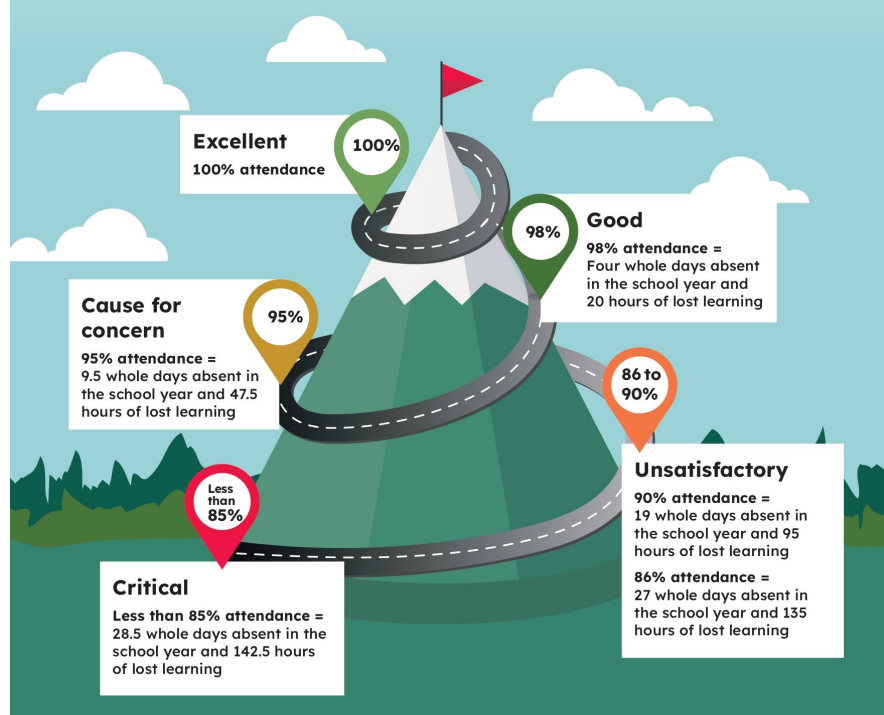 Excellent
100% attendance
100%
98%
Good
98% attendance =
Four whole days absent
in the school year and
20 hours of lost learning
Cause for
concern
95% attendance =
9.5 whole days absent in
the school year and 47.5
hours of lost learning
95%
86 to
90%
Unsatisfactory
90% attendance =
19 whole days absent in
the school year and 95
hours of lost learning
86% attendance =
27 whole days absent in
the school year and 135
hours of lost learning
Less
than
85%
Critical
Less than 85% attendance =
28.5 whole days absent in the
school year and 142.5 hours
of lost learning